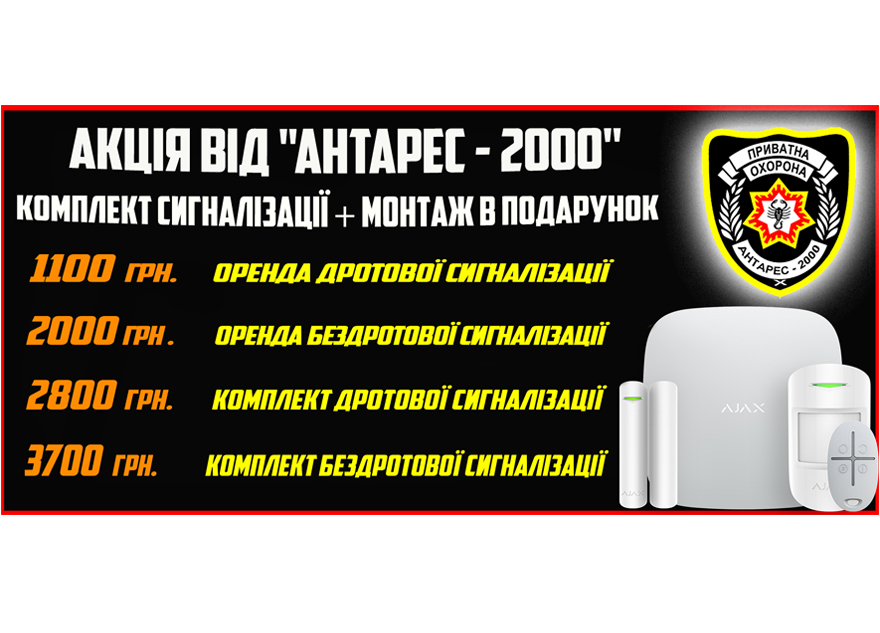 АКЦІЯ ВІД "АНТАРЕС - 2000"
КОМПЛЕКТ СИГНАЛІЗАЦІЇ + МОНТАЖ В ПОДАРУНОК
1100 ГРН. ОРЕНДА ДРОТОВОЇ СИГНАЛІЗАЦІЇ
2000 ГРН. ОРЕНДА БЕЗДРОТОВОЇ СИГНАЛІЗАЦІЇ
2800 ГРН. КОМПЛЕКТ ДРОТОВОЇ СИГНАЛІЗАЦІЇ
3700 ГРН. КОМПЛЕКТ БЕЗДРОТОВОЇ СИГНАЛІЗАЦІЇ
ПРИВАТНА
ОХОРОНА
АНТАРЕС - 2000
AJAX
AJAX